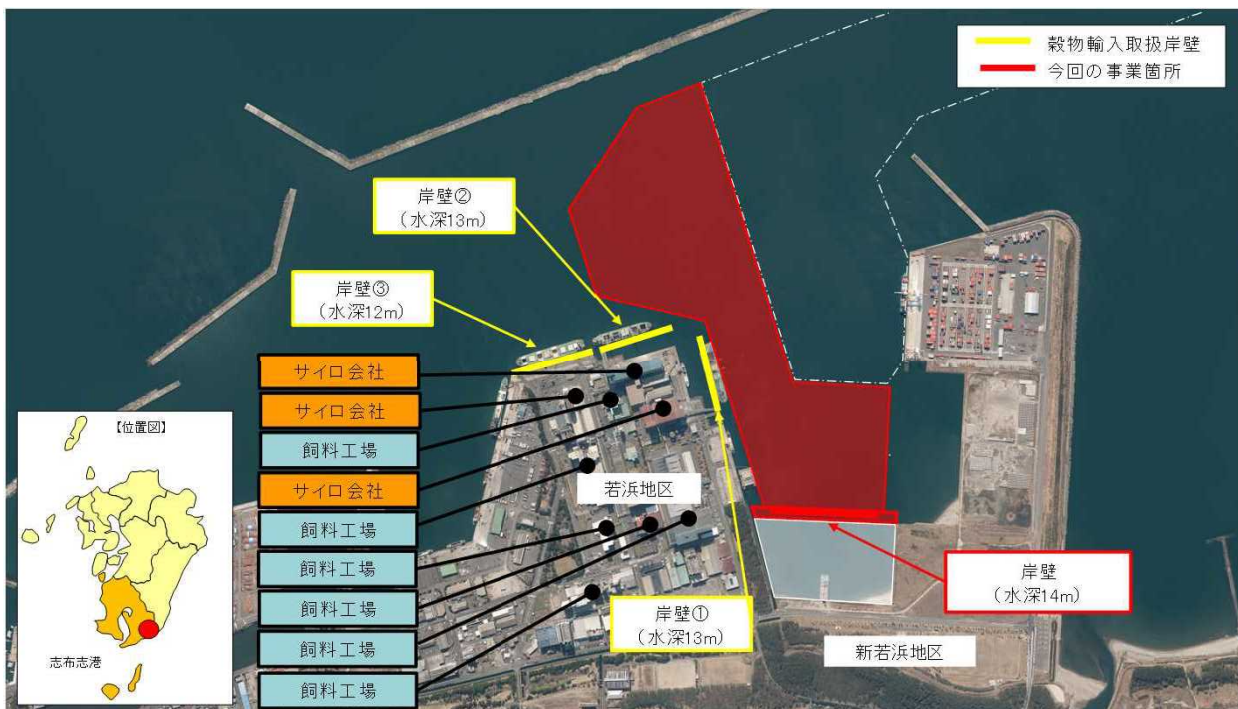 穀物輸入取扱岸壁
今回の事業箇所
岸壁②
(水深13m)
岸壁③
(水深12m)
サイロ会社
サイロ会社
飼料工場
サイロ会社
飼料工場
飼料工場
飼料工場
飼料工場
飼料工場
若浜地区
岸壁①
(水深13m)
岸壁
(水深14m)
新若浜地区
【位置図】
志布志港